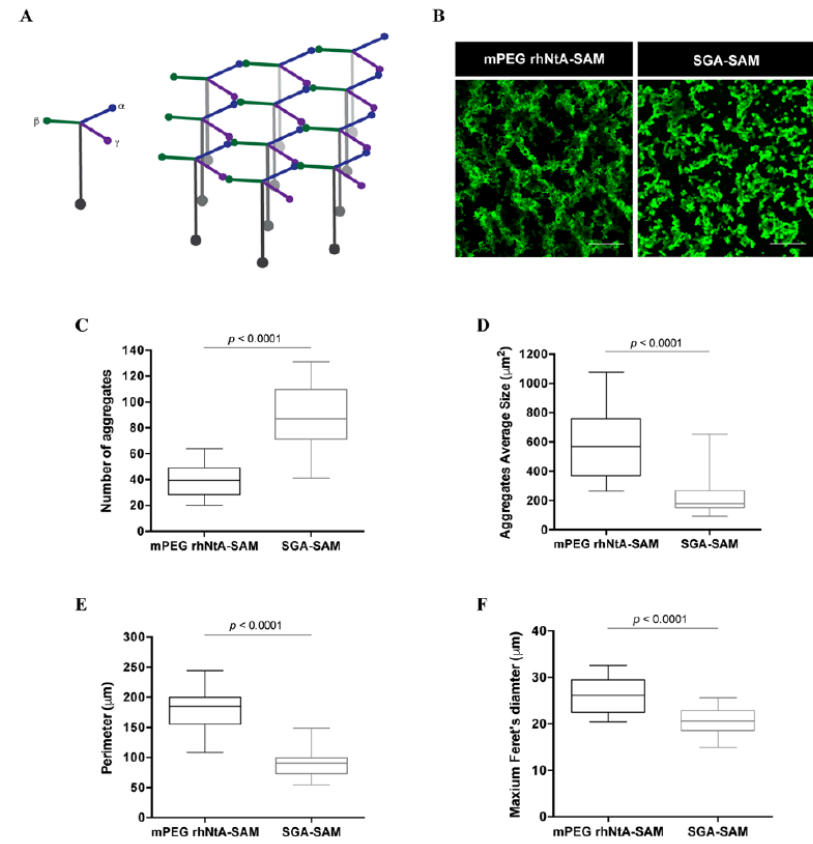 A
β
α
γ
B
mPEG rhNtA-SAM
SGA-SAM
C
p < 0.0001
Number of aggregates
140
120
100
80
60
40
20
0
mPEG rhNtA-SAM
SGA-SAM
D
p < 0.0001
Aggregates Average Size (μm²)
1200
1000
800
600
400
200
0
mPEG rhNtA-SAM
SGA-SAM
E
p < 0.0001
Perimeter (μm)
300
250
200
150
100
50
0
mPEG rhNtA-SAM
SGA-SAM
F
p < 0.0001
Maxium Feret's diamter (μm)
40
30
20
10
0
mPEG rhNtA-SAM
SGA-SAM